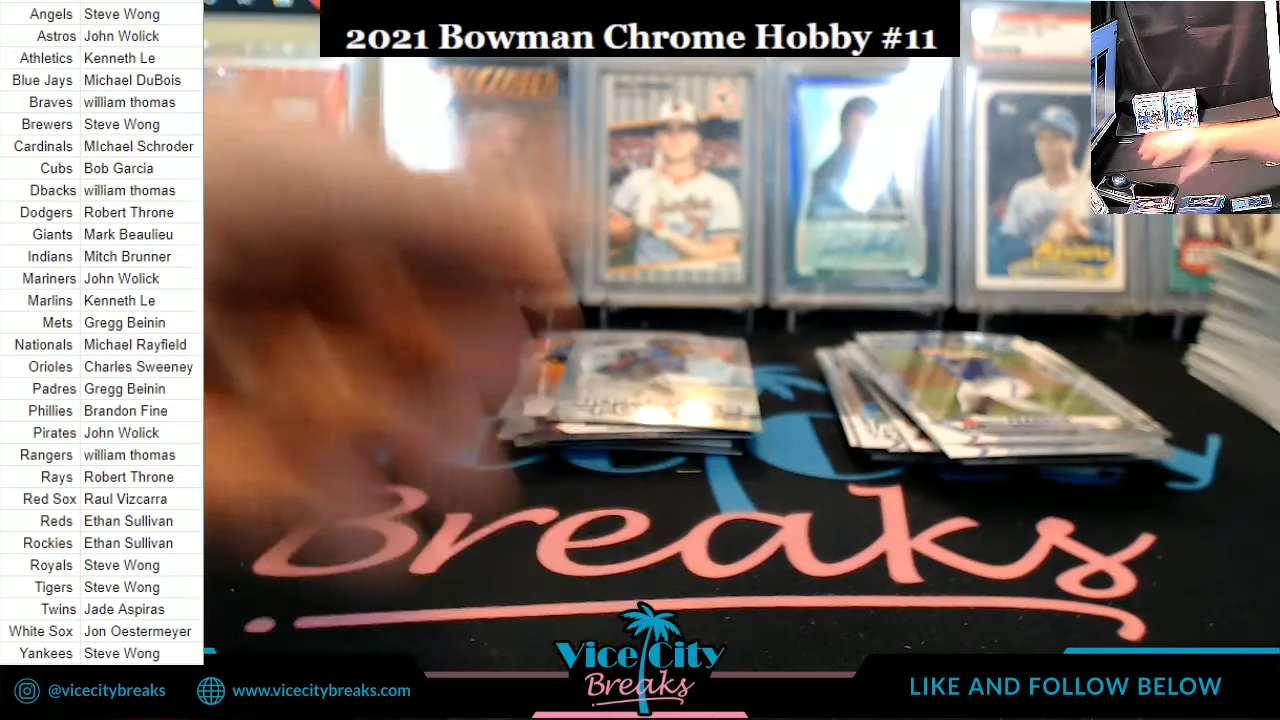 2021 Bowman Chrome Hobby #11
Angels Steve Wong
Astros John Wolick
Athletics Kenneth Le
Blue Jays Michael DuBois
Braves william thomas
Brewers Steve Wong
Cardinals MIchael Schroder
Cubs Bob Garcia
Dbacks william thomas
Dodgers Robert Throne
Giants Mark Beaulieu
Indians Mitch Brunner
Mariners John Wolick
Marlins Kenneth Le
Mets Gregg Beinin
Nationals Michael Rayfield
Orioles Charles Sweeney
Padres Gregg Beinin
Phillies Brandon Fine
Pirates John Wolick
Rangers william thomas
Rays Robert Throne
Red Sox Raul Vizcarra
Reds Ethan Sullivan
Rockies Ethan Sullivan
Royals Steve Wong
Tigers Steve Wong
Twins Jade Aspiras
White Sox Jon Oestermeyer
Yankees Steve Wong
Breaks
@vicecitybreaks
www.vicecitybreaks.com
Vice City
Breaks
LIKE AND FOLLOW BELOW